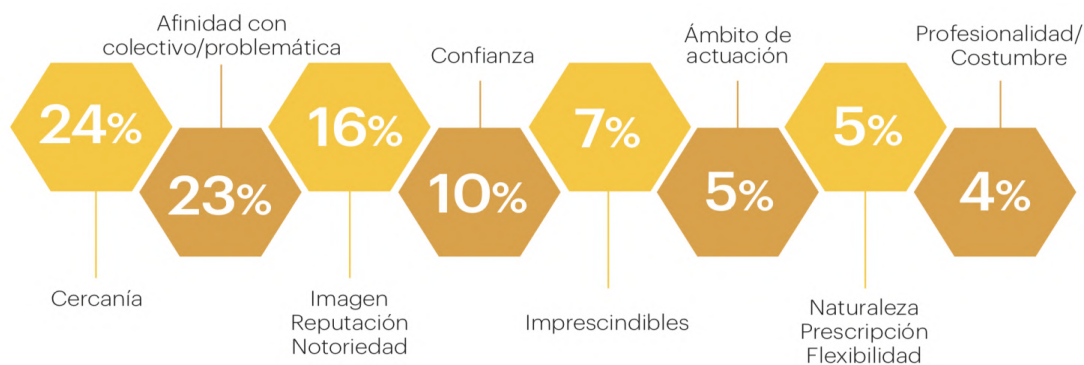 Afinidad con
colectivo/problemática
Confianza
Ámbito de
actuación
Profesionalidad/
Costumbre
24%
23%
16%
10%
7%
5%
5%
4%
Cercanía
Imagen
Reputación
Notoriedad
Imprescindibles
Naturaleza
Prescripción
Flexibilidad